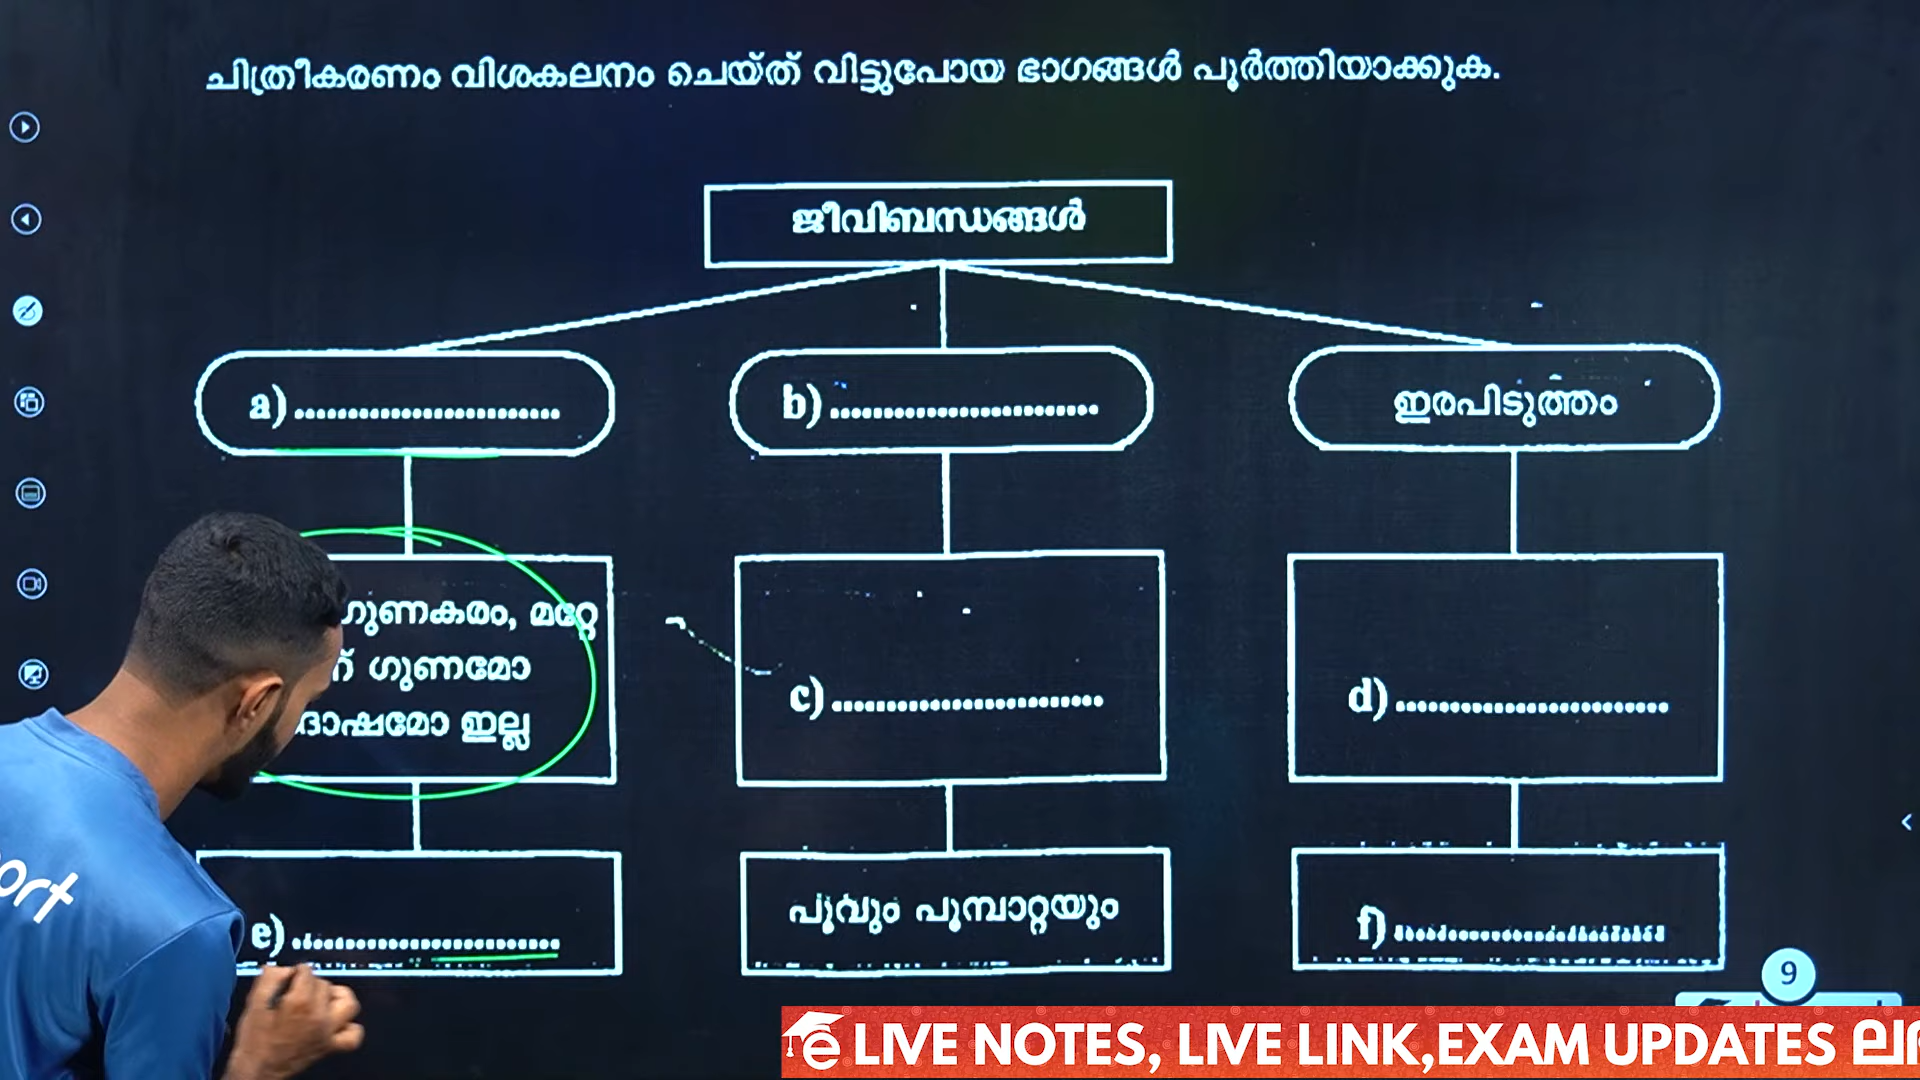 ചിത്രീകരണം വിശകലനം ചെയ്ത് വിട്ടുപോയ ഭാഗങ്ങൾ പൂർത്തിയാക്കുക.
ജീവിബന്ധങ്ങൾ
a)........................
b)........................
ഇരപിടുത്തം
ഗുണകരം, മറ്റേ
ഗുണമോ
ദോഷമോ ഇല്ല
c)........................
d)........................
e)........................
പൂവും പൂമ്പാറ്റയും
f)........................
9
ort
LIVE NOTES, LIVE LINK,EXAM UPDATES